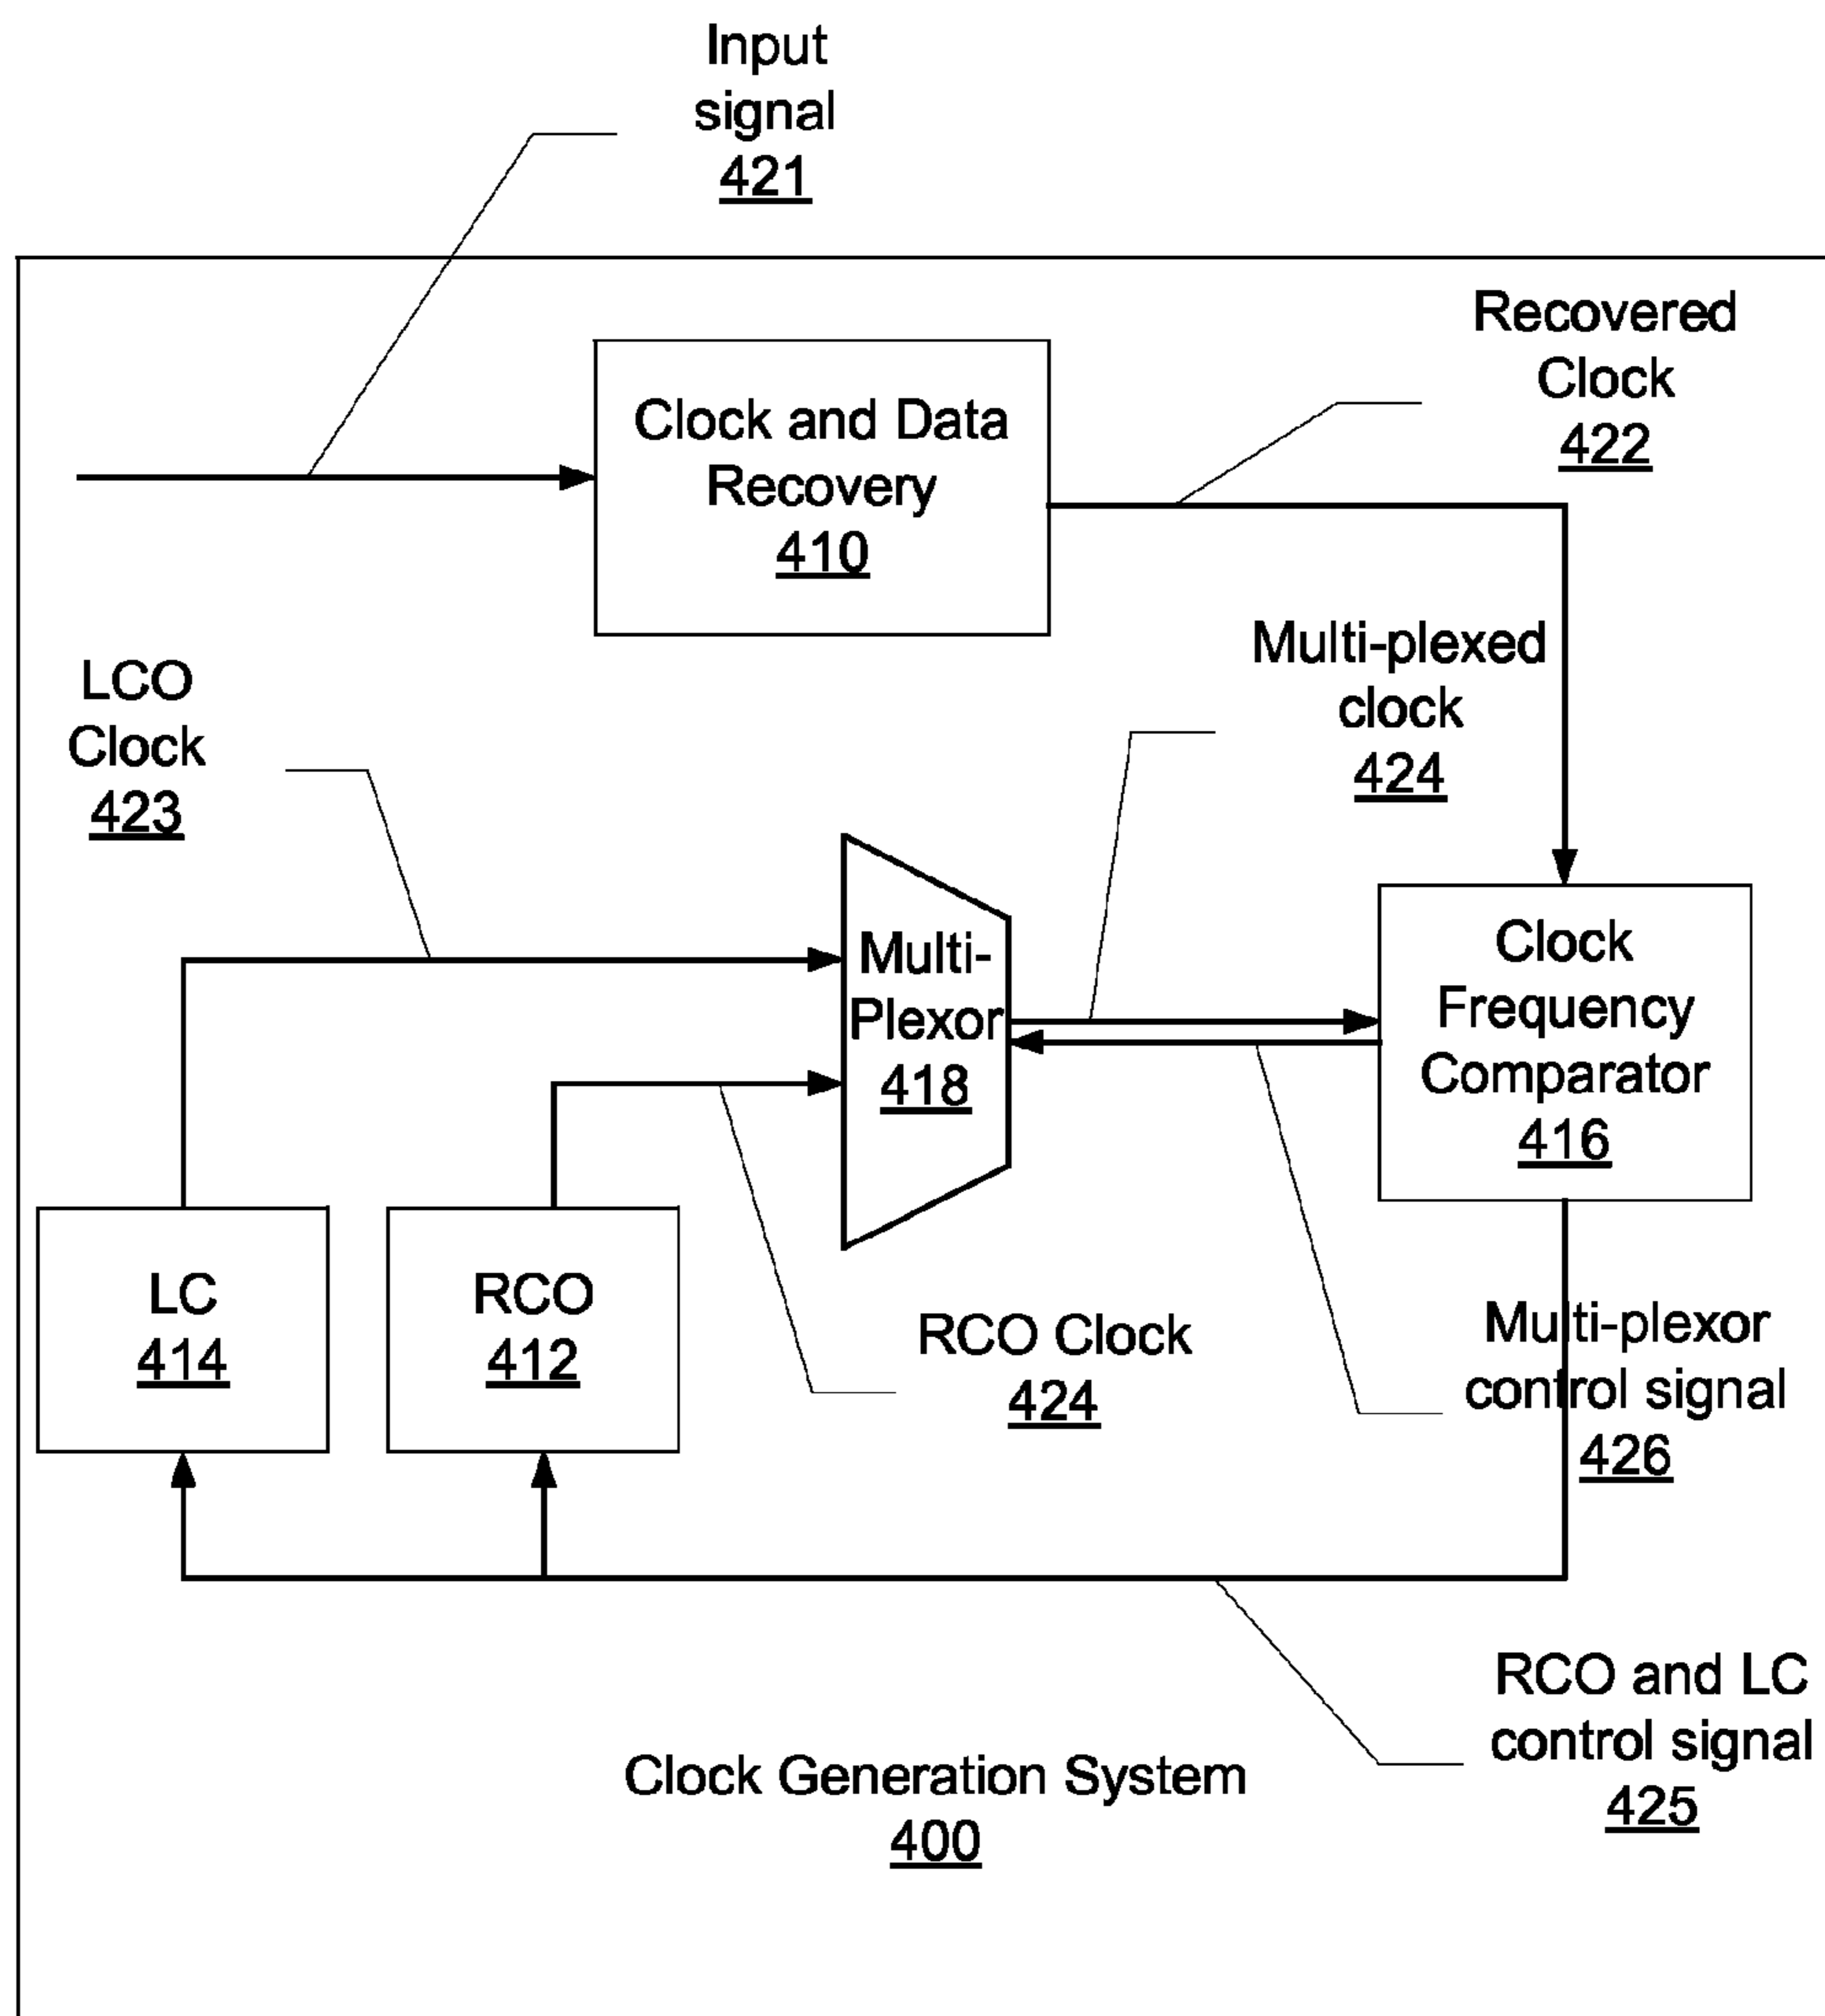 Input
signal
421
Recovered
Clock
422
Clock and Data
Recovery
410
Multi-plexed
clock
424
LCO
Clock
423
Multi-
Plexor
418
Clock
Frequency
Comparator
416
LC
414
RCO
412
RCO Clock
424
Multi-plexor
control signal
426
RCO and LC
control signal
425
Clock Generation System
400